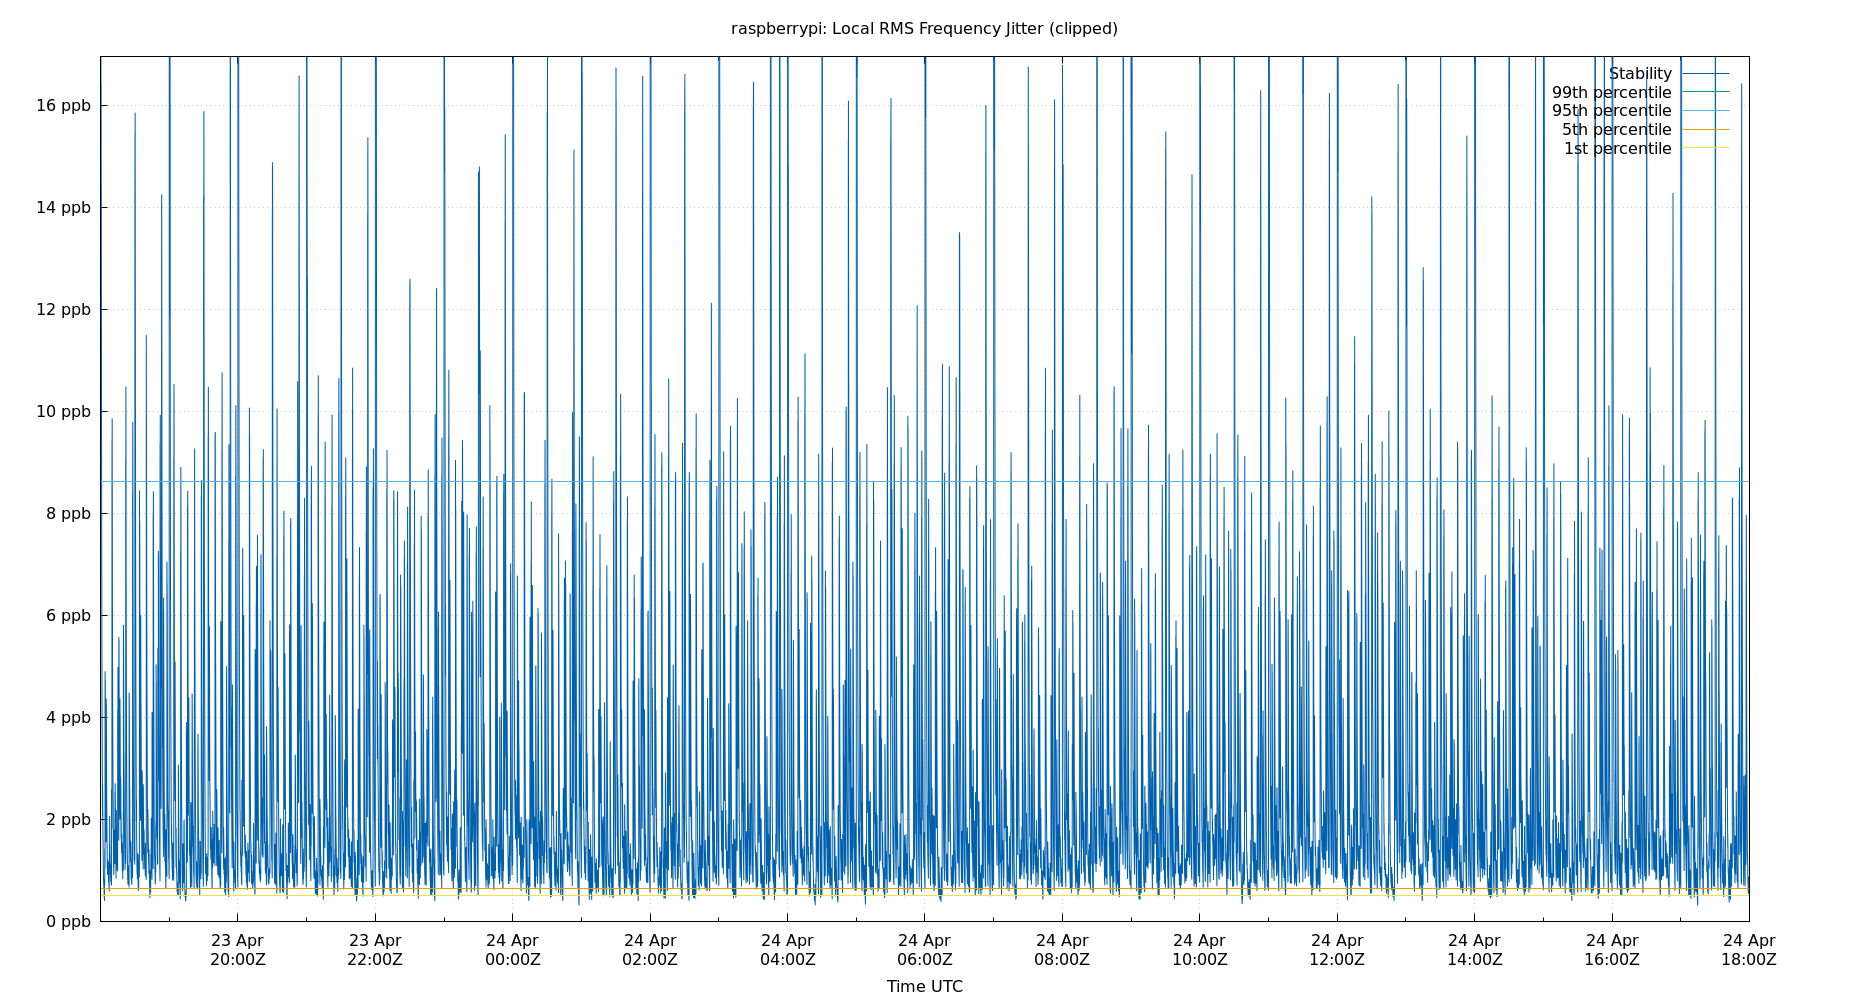 raspberrypi: Local RMS Frequency Jitter (clipped)
Stability
99th percentile
95th percentile
5th percentile
1st percentile
16 ppb
14 ppb
12 ppb
10 ppb
8 ppb
6 ppb
4 ppb
2 ppb
0 ppb
23 Apr 23 Apr 24 Apr 24 Apr 24 Apr 24 Apr 24 Apr 24 Apr 24 Apr 24 Apr 24 Apr 24 Apr
20:00Z 22:00Z 00:00Z 02:00Z 04:00Z 06:00Z 08:00Z 10:00Z 12:00Z 14:00Z 16:00Z 18:00Z
Time UTC